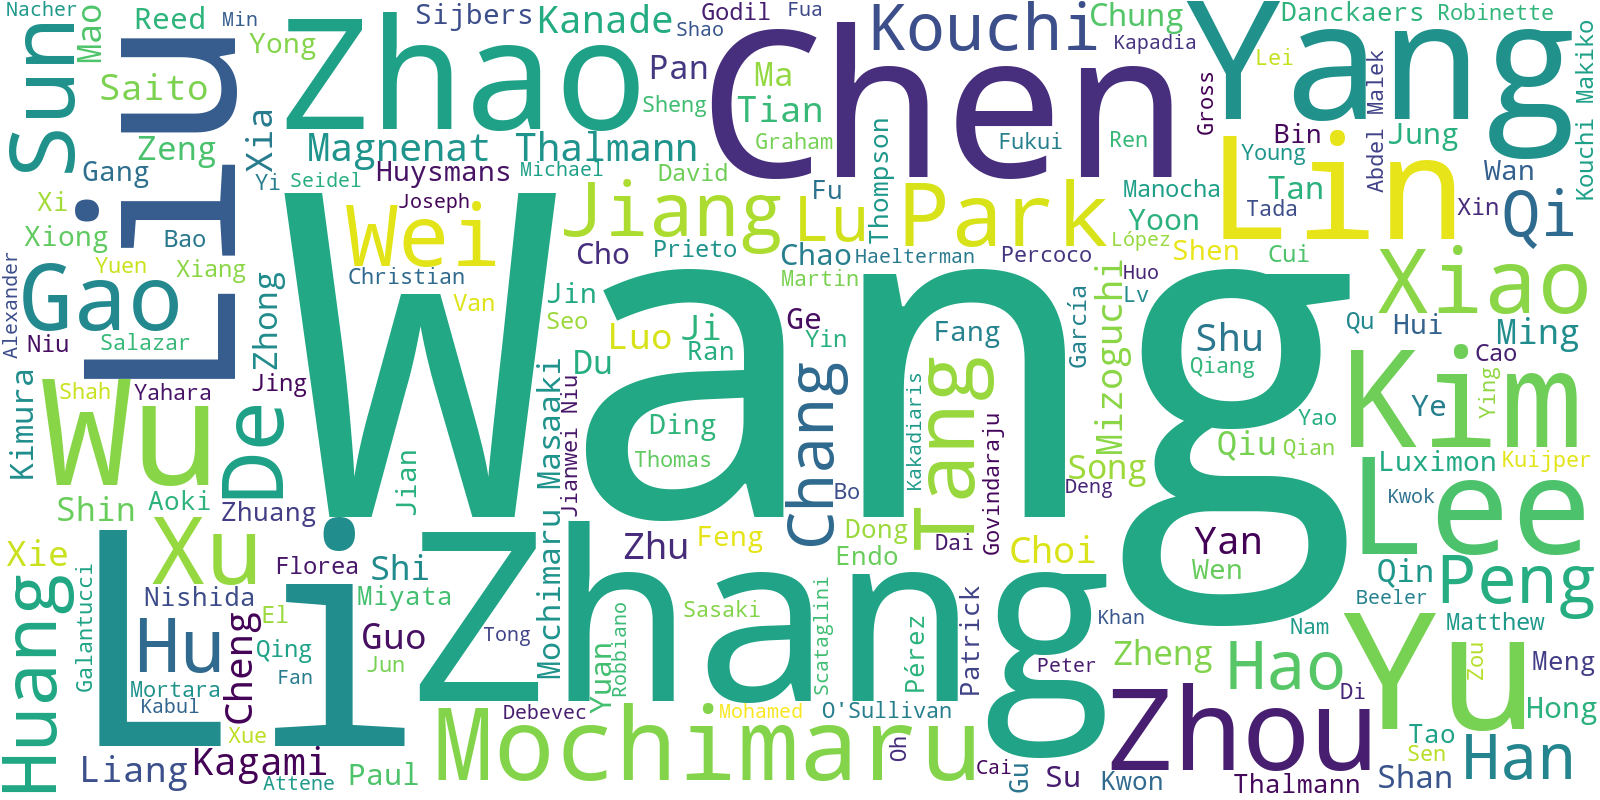 Nacher
Sun
Mao
Reed
Min
Yong
Liu
Zhao
Sijbers
Kanade
Godil
Shao
Fua
Pan
Sheng
Ma
Tian
Graham
Chen
Kouchi
Chung
Kapadia
Fukui
Gross
Ren
Yang
Danckaers
Robinette
Lei
Abdel Malek
Kouchi Makiko
Saito
Zeng
Gang
Xia
Yi
Magnenat Thalmann
Seidel
Huysmans
Michael
David
Joseph
Bin
Young
Jung
Wan
Lin
Tada
Tan
Xin
Qi
Manocha
Yoon
López
Shen
Cui
Xi
Xiong
Bao
Yuen
Xiang
Alexander
Gao
Niu
Salazar
Zhong
Wei
Christian
Van
Jiang
Cho
Prieto
Lu
Fu
Thompson
Park
Chao
Haelterman
Martin
Percoco
Huo
Lv
García
Mizoguchi
Xiao
Jin
Seo
Luo
Ji
Ran
Du
Ge
Yin
Fang
Shu
Qiang
Qu
Hui
Ming
Wang
Wu
Shah
Yahara
Jing
De
Kimura
Kim
Cao
Ying
Ye
Yao
Qiu
Qian
Luximon
Kuijper
Kwok
Ding
Thomas
Chang
Bo
Kakadiaris
Tang
Govindaraju
Song
Deng
Mochimaru Masaaki
Jianwei Niu
Jian
Shin
Aoki
Zhuang
Lee
Xie
Xu
Li
Florea
Shi
Miyata
Zhu
Feng
Dong
Endo
Dai
Choi
Yan
Wen
Qin
Beeler
Peng
Huang
Galantucci
Nishida
El
Hu
Cheng
Qing
Fan
Guo
Jun
Tong
Zhang
Sasaki
Yuan
Robbiano
Scataglini
Pérez
Patrick
Khan
Peter
Zheng
Nam
Hao
Di
Yu
Matthew
Zou
Meng
Hong
Mortara
Kabul
Xue
Debevec
Mohamed
O'Sullivan
Mochimaru
Oh
Cai
Gu
Su
Zhou
Kwon
Thalmann
Tao
Sen
Shan
Han
Liang
Kagami
Attene
Paul